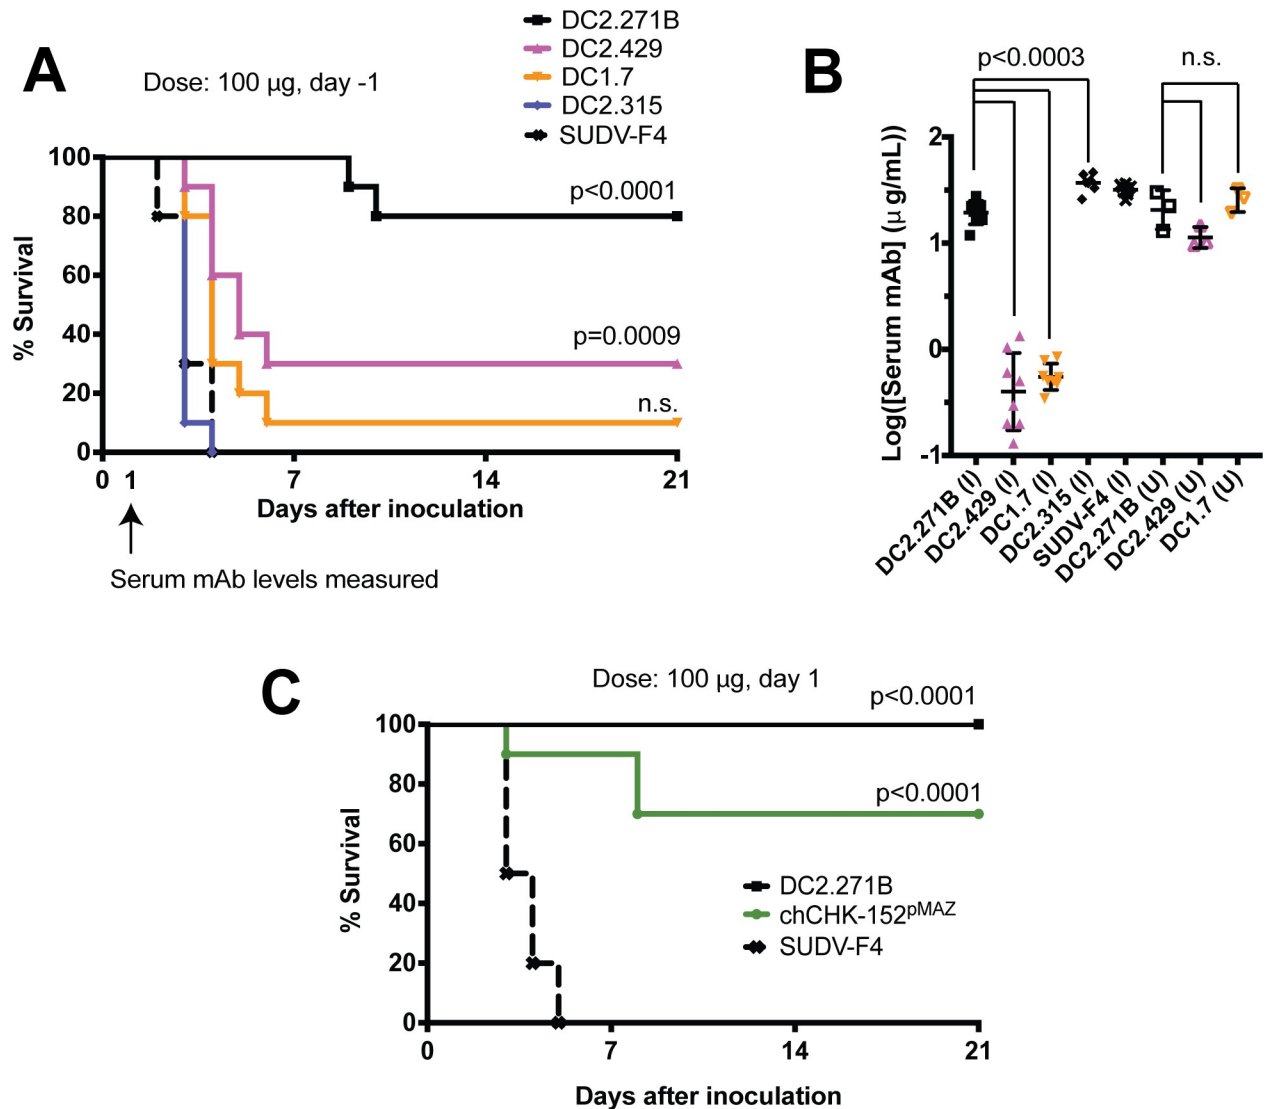 A
Dose: 100 µg, day -1
DC2.271B
DC2.429
DC1.7
DC2.315
SUDV-F4
% Survival
100
80
60
40
20
0
p<0.0001
p=0.0009
n.s.
0 1 7 14 21
Days after inoculation
Serum mAb levels measured
B
p<0.0003
n.s.
Log([Serum mAb] (µ g/mL))
2
1
0
-1
DC2.271B (I)
DC2.429 (I)
DC1.7 (I)
DC2.315 (I)
SUDV-F4 (I)
DC2.271B (U)
DC2.429 (U)
DC1.7 (U)
C
Dose: 100 µg, day 1
% Survival
100
80
60
40
20
0
p<0.0001
p<0.0001
DC2.271B
chCHK-152pMAZ
SUDV-F4
0 7 14 21
Days after inoculation